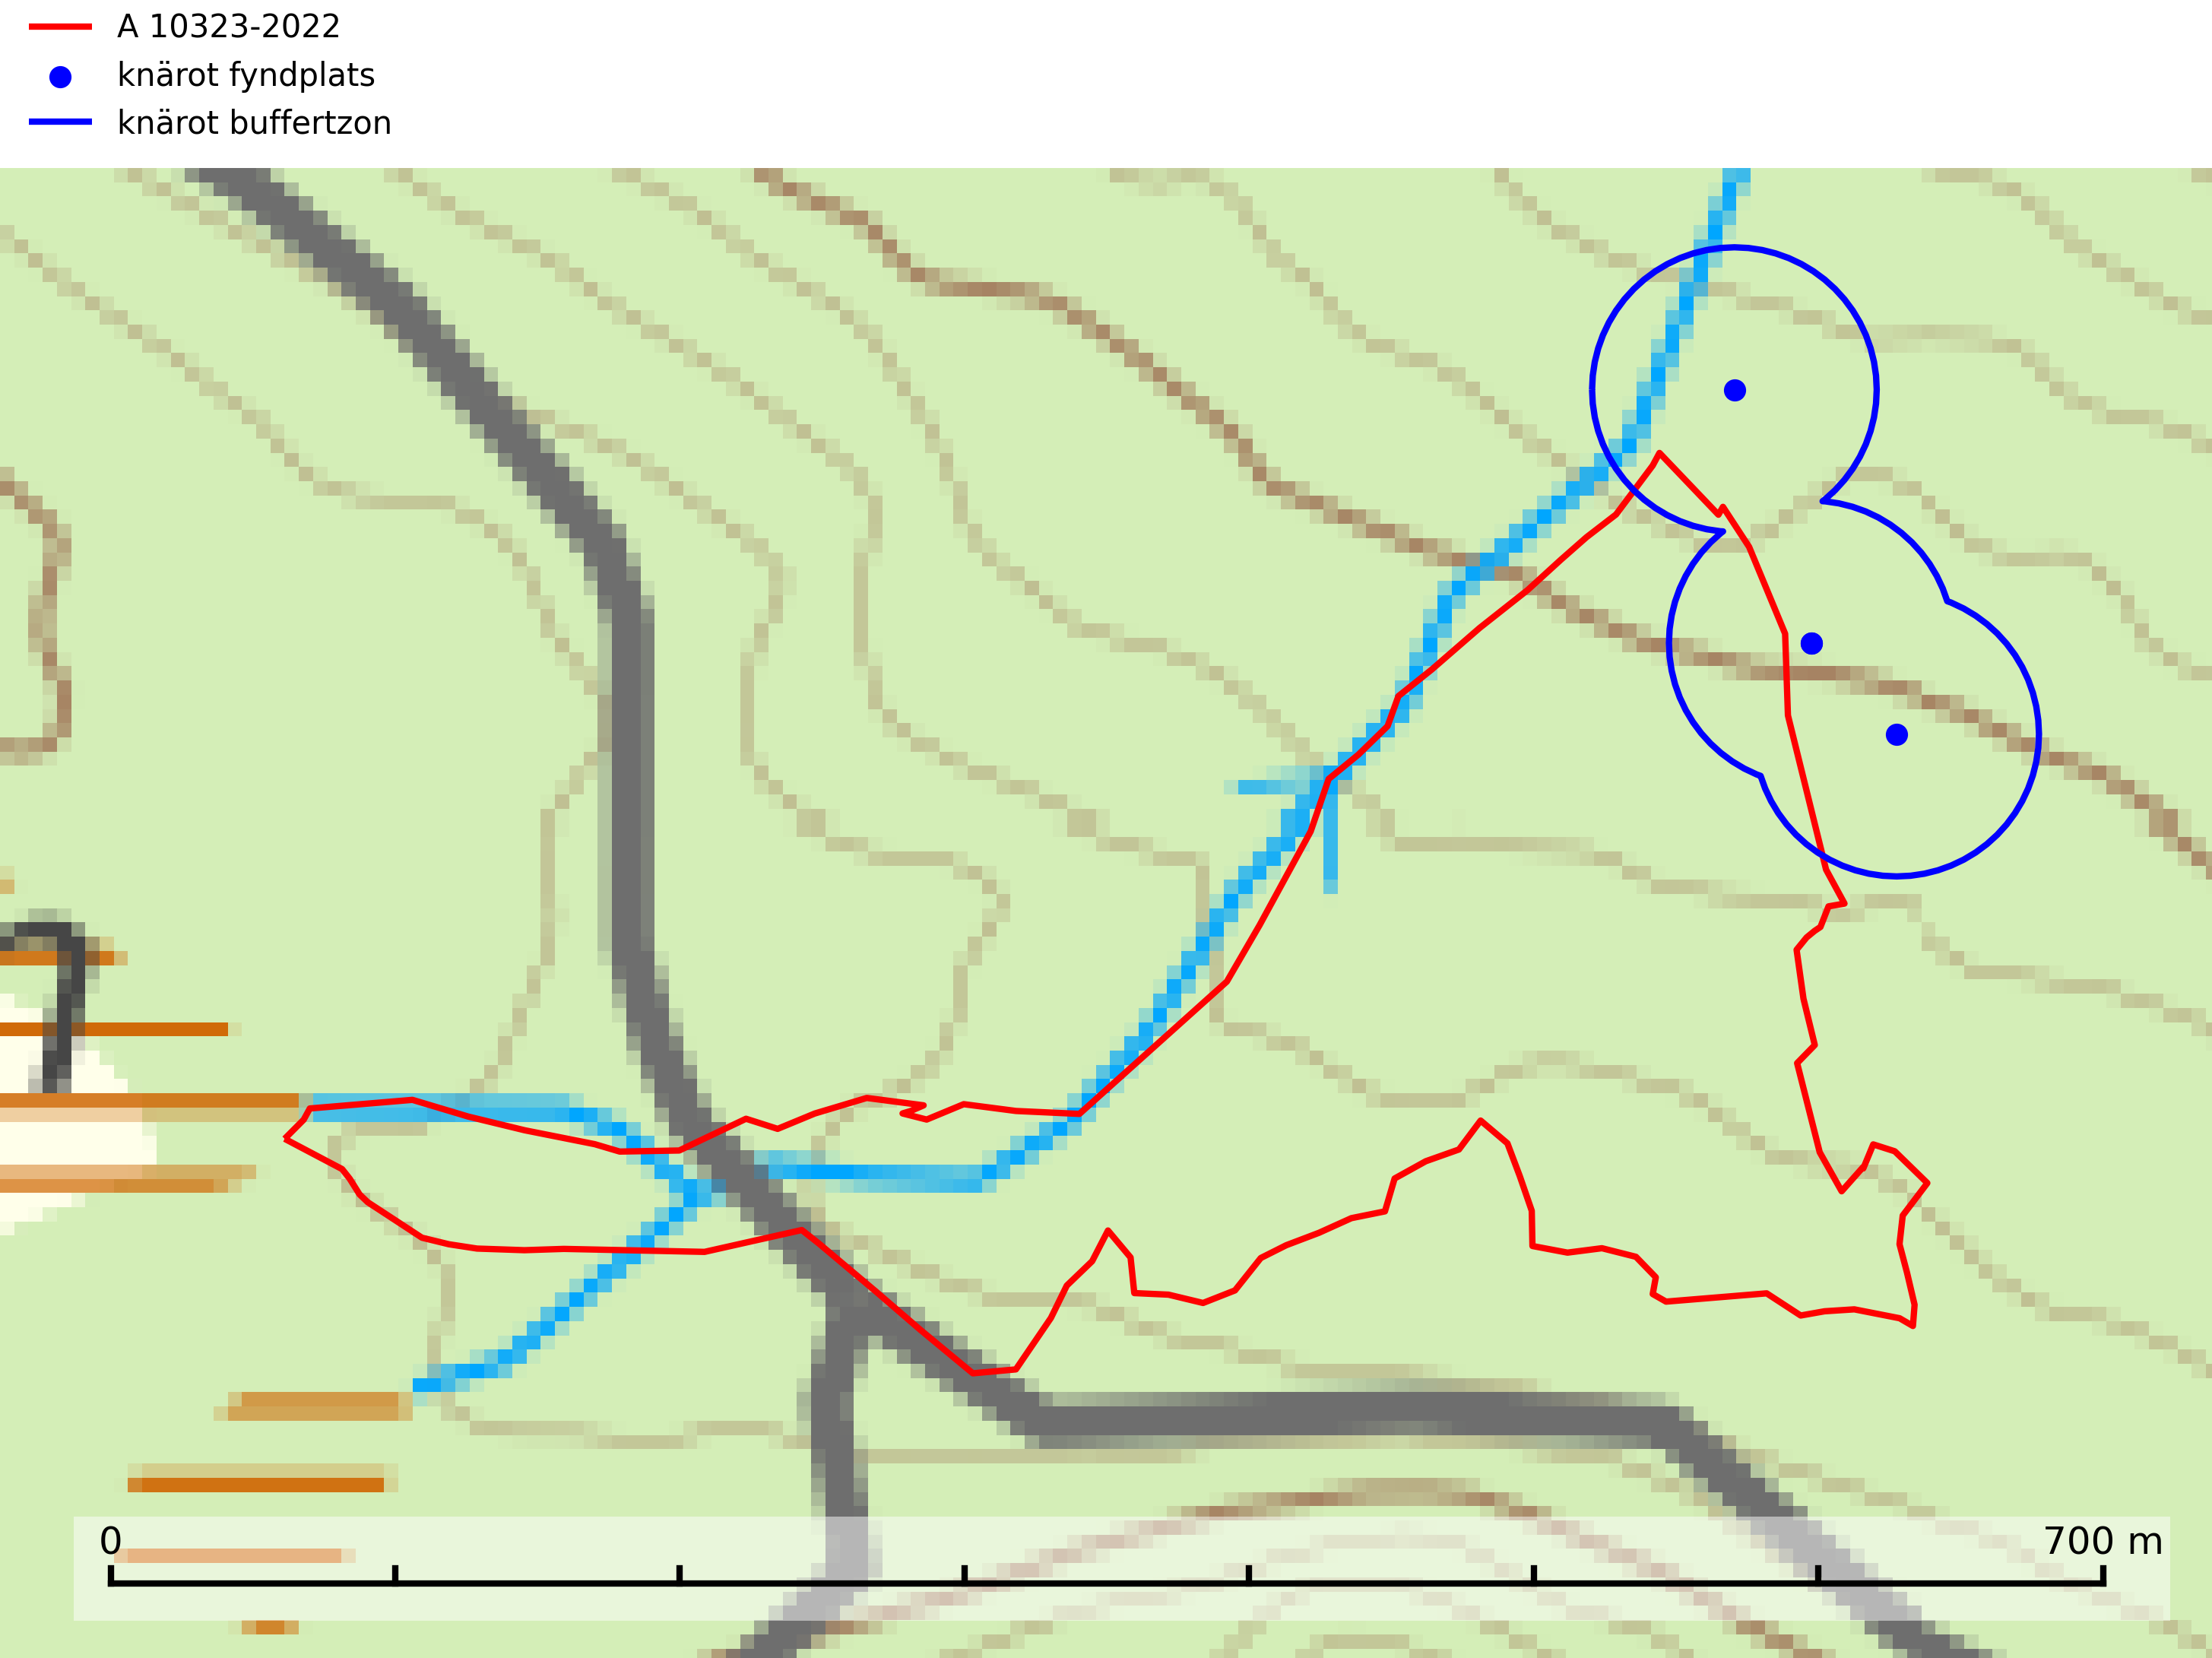 A 10323-2022
knärot fyndplats
knärot buffertzon
0
700 m